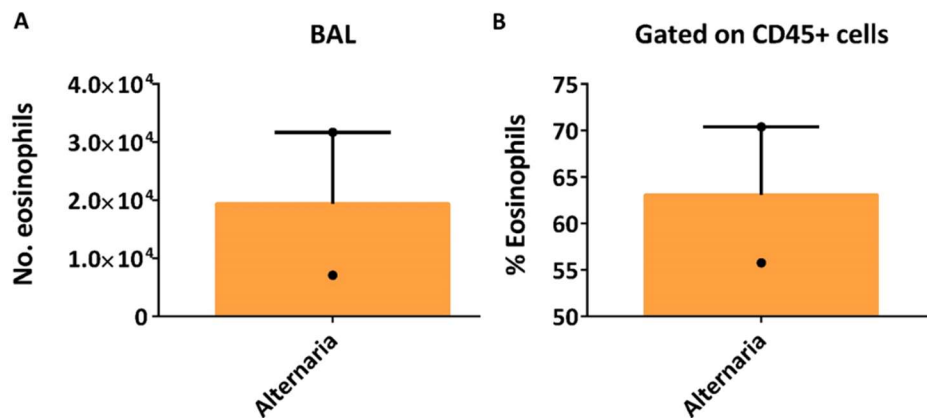 A
BAL
No. eosinophils
4.0×10⁴
3.0×10⁴
2.0×10⁴
1.0×10⁴
0
Alternaria
B
Gated on CD45+ cells
% Eosinophils
75
70
65
60
55
50
Alternaria